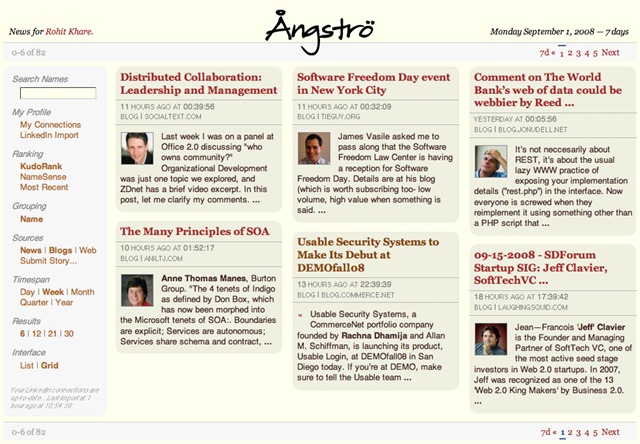 Ångströ
News for Rohit Khare.
Monday September 1, 2008 — 7 days
0-6 of 82
7d « 1 2 3 4 5 Next
Search Names
My Profile
My Connections
LinkedIn Import
Ranking
KudoRank
NameSense
Most Recent
Grouping
Name
Sources
News | Blogs | Web
Submit Story...
Timespan
Day | Week | Month
Quarter | Year
Results
6 | 12 | 21 | 30
Interface
List | Grid
Your LinkedIn connections are
up-to-date... Last import at 1
hour ago at 10:54:38
Distributed Collaboration:
Leadership and Management
11 HOURS AGO AT 00:39:56
BLOG | SOCIALTEXT.COM
Last week I was on a panel at
Office 2.0 discussing "who
owns community?"
Organizational Development
was just one topic we explored, and
ZDnet has a brief video excerpt. In this
post, let me clarify my comments. ...
The Many Principles of SOA
10 HOURS AGO AT 01:52:17
BLOG | ANILTJ.COM
Anne Thomas Manes, Burton
Group. "The 4 tenets of Indigo
as defined by Don Box, which
has now been morphed into
the Microsoft tenets of SOA:. Boundaries
are explicit; Services are autonomous;
Services share schema and contract, ...
Software Freedom Day event
in New York City
11 HOURS AGO AT 00:32:09
BLOG | TIEGUY.ORG
James Vasile asked me to
pass along that the Software
Freedom Law Center is having
a reception for Software
Freedom Day. Details are at his blog
(which is worth subscribing too- low
volume, high value when something is
said. ...
Usable Security Systems to
Make Its Debut at
DEMOfall08
13 HOURS AGO AT 22:39:39
BLOG | BLOG.COMMERCE.NET
» Usable Security Systems, a
CommerceNet portfolio company
founded by Rachna Dhamija and Allan
M. Schiffman, is launching its product,
Usable Login, at DEMOfall08 in San
Diego today. If you're at DEMO, make
sure to tell the Usable team ...
Comment on The World
Bank's web of data could be
webbier by Reed ...
YESTERDAY AT 00:05:56
BLOG | BLOG.JONUDELL.NET
It's not neccesarily about
REST, it's about the usual
lazy WWW practice of
exposing your implementation
details ("rest.php") in the interface. Now
everyone is screwed when they
reimplement it using something other than
a PHP script that ...
09-15-2008 - SDForum
Startup SIG: Jeff Clavier,
SoftTechVC ...
18 HOURS AGO AT 17:39:42
BLOG | LAUGHINGSQUID.COM
Jean—Francois 'Jeff' Clavier
is the Founder and Managing
Partner of SoftTech VC, one of
the most active seed stage
investors in Web 2.0 startups. In 2007,
Jeff was recognized as one of the 13
'Web 2.0 King Makers' by Business 2.0.
...
0-6 of 82
7d « 1 2 3 4 5 Next